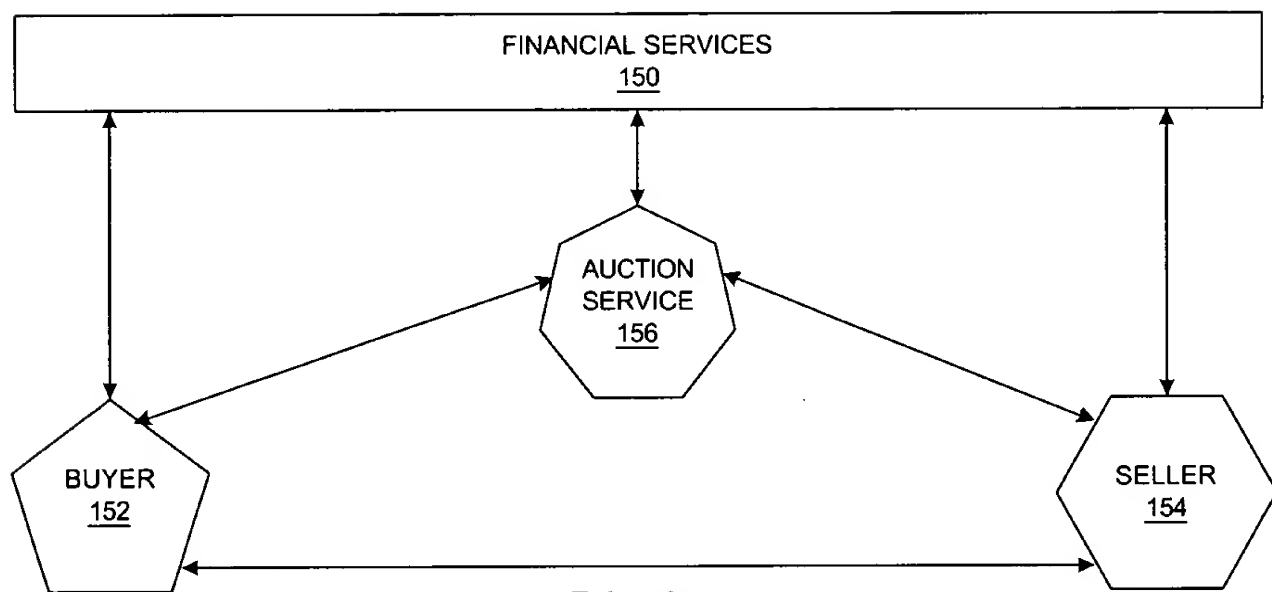 FINANCIAL SERVICES
150
AUCTION
SERVICE
156
BUYER
152
SELLER
154